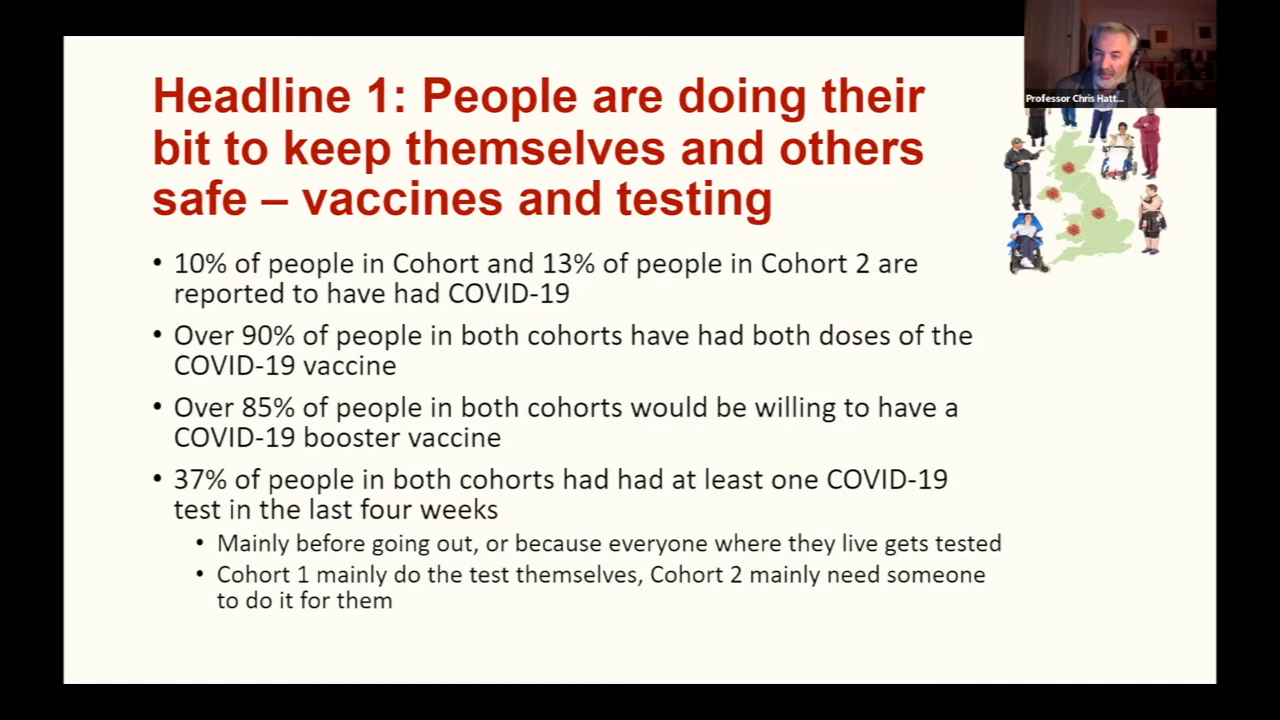 Professor Chris Hatt...
Headline 1: People are doing their
bit to keep themselves and others
safe – vaccines and testing
• 10% of people in Cohort and 13% of people in Cohort 2 are
reported to have had COVID-19
• Over 90% of people in both cohorts have had both doses of the
COVID-19 vaccine
• Over 85% of people in both cohorts would be willing to have a
COVID-19 booster vaccine
• 37% of people in both cohorts had had at least one COVID-19
test in the last four weeks
• Mainly before going out, or because everyone where they live gets tested
• Cohort 1 mainly do the test themselves, Cohort 2 mainly need someone
to do it for them